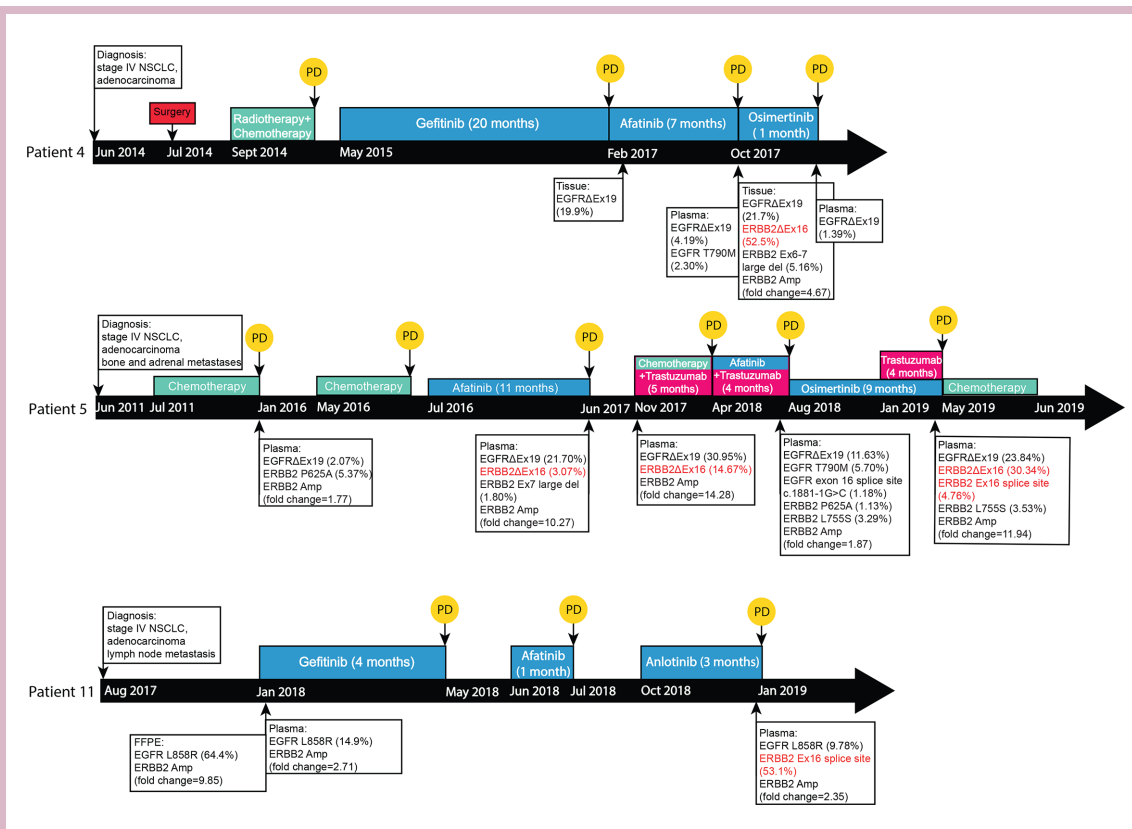 Diagnosis:
stage IV NSCLC,
adenocarcinoma
PD
PD
PD
PD
Surgery
Radiotherapy+
Chemotherapy
Gefitinib (20 months)
Afatinib (7 months)
Osimertinib
( 1 month)
Patient 4
Jun 2014
Jul 2014
Sept 2014
May 2015
Feb 2017
Oct 2017
Tissue:
EGFRΔEx19
(19.9%)
Plasma:
EGFRΔEx19
(4.19%)
EGFR T790M
(2.30%)
Tissue:
EGFRΔEx19
(21.7%)
ERBB2ΔEx16
(52.5%)
ERBB2 Ex6-7
large del (5.16%)
ERBB2 Amp
(fold change=4.67)
Plasma:
EGFRΔEx19
(1.39%)
Diagnosis:
stage IV NSCLC,
adenocarcinoma
bone and adrenal metastases
PD
PD
PD
PD
PD
PD
Chemotherapy
Chemotherapy
Afatinib (11 months)
Chemotherapy
+Trastuzumab
(5 months)
Afatinib
+Trastuzumab
(4 months)
Osimertinib (9 months)
Trastuzumab
(4 months)
Chemotherapy
Patient 5
Jun 2011
Jul 2011
Jan 2016
May 2016
Jul 2016
Jun 2017
Nov 2017
Apr 2018
Aug 2018
Jan 2019
May 2019
Jun 2019
Plasma:
EGFRΔEx19 (2.07%)
ERBB2 P625A (5.37%)
ERBB2 Amp
(fold change=1.77)
Plasma:
EGFRΔEx19 (21.70%)
ERBB2ΔEx16 (3.07%)
ERBB2 Ex7 large del
(1.80%)
ERBB2 Amp
(fold change=10.27)
Plasma:
EGFRΔEx19 (30.95%)
ERBB2ΔEx16 (14.67%)
ERBB2 Amp
(fold change=14.28)
Plasma:
EGFRΔEx19 (11.63%)
EGFR T790M (5.70%)
EGFR exon 16 splice site
c.1881-1G>C (1.18%)
ERBB2 P625A (1.13%)
ERBB2 L755S (3.29%)
ERBB2 Amp
(fold change=1.87)
Plasma:
EGFRΔEx19 (23.84%)
ERBB2ΔEx16 (30.34%)
ERBB2 Ex16 splice site
(4.76%)
ERBB2 L755S (3.53%)
ERBB2 Amp
(fold change=11.94)
Diagnosis:
stage IV NSCLC,
adenocarcinoma
lymph node metastasis
PD
PD
PD
Gefitinib (4 months)
Afatinib
(1 month)
Anlotinib (3 months)
Patient 11
Aug 2017
Jan 2018
May 2018
Jun 2018
Jul 2018
Oct 2018
Jan 2019
FFPE:
EGFR L858R (64.4%)
ERBB2 Amp
(fold change=9.85)
Plasma:
EGFR L858R (14.9%)
ERBB2 Amp
(fold change=2.71)
Plasma:
EGFR L858R (9.78%)
ERBB2 Ex16 splice site
(53.1%)
ERBB2 Amp
(fold change=2.35)